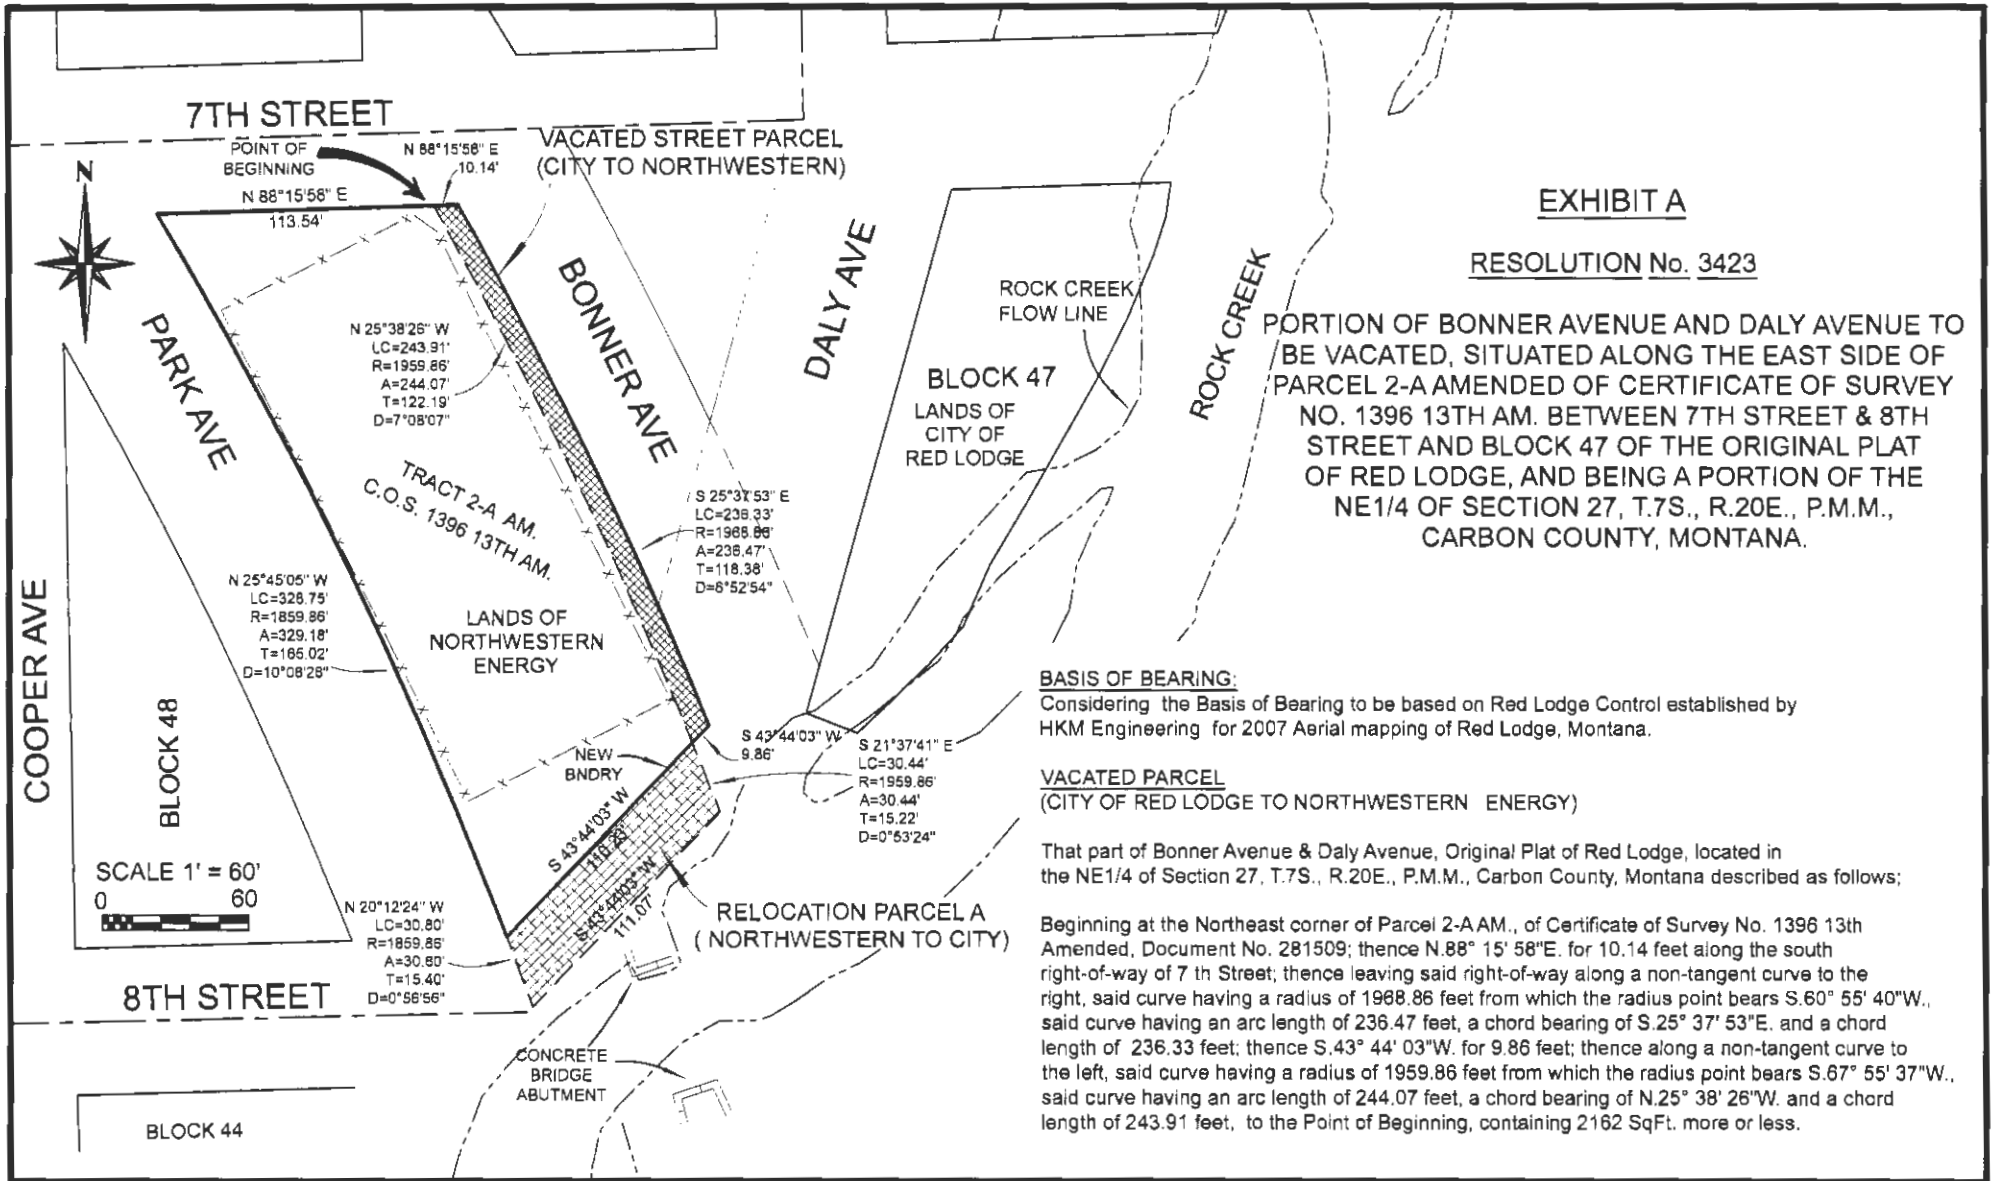 7TH STREET
POINT OF
BEGINNING
N 88°15'58" E
10.14'
VACATED STREET PARCEL
(CITY TO NORTHWESTERN)
N
N 88°15'58" E
113.54'
PARK AVE
BONNER AVE
DALY AVE
ROCK CREEK
FLOW LINE
ROCK CREEK
BLOCK 47
LANDS OF
CITY OF
RED LODGE
N 25°38'26" W
LC=243.91'
R=1959.86'
A=244.07'
T=122.19'
D=7°08'07"
TRACT 2-A AM.
C.O.S. 1396 13TH AM.
S 25°37'53" E
LC=236.33'
R=1968.86'
A=236.47'
T=118.38'
D=6°52'54"
N 25°45'05" W
LC=328.75'
R=1859.86'
A=329.18'
T=165.02'
D=10°08'28"
LANDS OF
NORTHWESTERN
ENERGY
COOPER AVE
BLOCK 48
NEW
BNDRY
S 43°44'03" W
9.86'
S 21°37'41" E
LC=30.44'
R=1959.86'
A=30.44'
T=15.22'
D=0°53'24"
S 43°44'03" W
110.23'
S 43°44'03" W
111.07'
SCALE 1' = 60'
0 60
N 20°12'24" W
LC=30.80'
R=1859.86'
A=30.80'
T=15.40'
D=0°56'56"
RELOCATION PARCEL A
( NORTHWESTERN TO CITY)
8TH STREET
CONCRETE
BRIDGE
ABUTMENT
BLOCK 44
EXHIBIT A
RESOLUTION No. 3423
PORTION OF BONNER AVENUE AND DALY AVENUE TO
BE VACATED, SITUATED ALONG THE EAST SIDE OF
PARCEL 2-A AMENDED OF CERTIFICATE OF SURVEY
NO. 1396 13TH AM. BETWEEN 7TH STREET & 8TH
STREET AND BLOCK 47 OF THE ORIGINAL PLAT
OF RED LODGE, AND BEING A PORTION OF THE
NE1/4 OF SECTION 27, T.7S., R.20E., P.M.M.,
CARBON COUNTY, MONTANA.
BASIS OF BEARING:
Considering the Basis of Bearing to be based on Red Lodge Control established by
HKM Engineering for 2007 Aerial mapping of Red Lodge, Montana.
VACATED PARCEL
(CITY OF RED LODGE TO NORTHWESTERN ENERGY)
That part of Bonner Avenue & Daly Avenue, Original Plat of Red Lodge, located in
the NE1/4 of Section 27, T.7S., R.20E., P.M.M., Carbon County, Montana described as follows;
Beginning at the Northeast corner of Parcel 2-A AM., of Certificate of Survey No. 1396 13th
Amended, Document No. 281509; thence N.88° 15' 58"E. for 10.14 feet along the south
right-of-way of 7 th Street; thence leaving said right-of-way along a non-tangent curve to the
right, said curve having a radius of 1968.86 feet from which the radius point bears S.60° 55' 40"W.,
said curve having an arc length of 236.47 feet, a chord bearing of S.25° 37' 53"E. and a chord
length of 236.33 feet; thence S.43° 44' 03"W. for 9.86 feet; thence along a non-tangent curve to
the left, said curve having a radius of 1959.86 feet from which the radius point bears S.67° 55' 37"W.,
said curve having an arc length of 244.07 feet, a chord bearing of N.25° 38' 26"W. and a chord
length of 243.91 feet, to the Point of Beginning, containing 2162 SqFt. more or less.